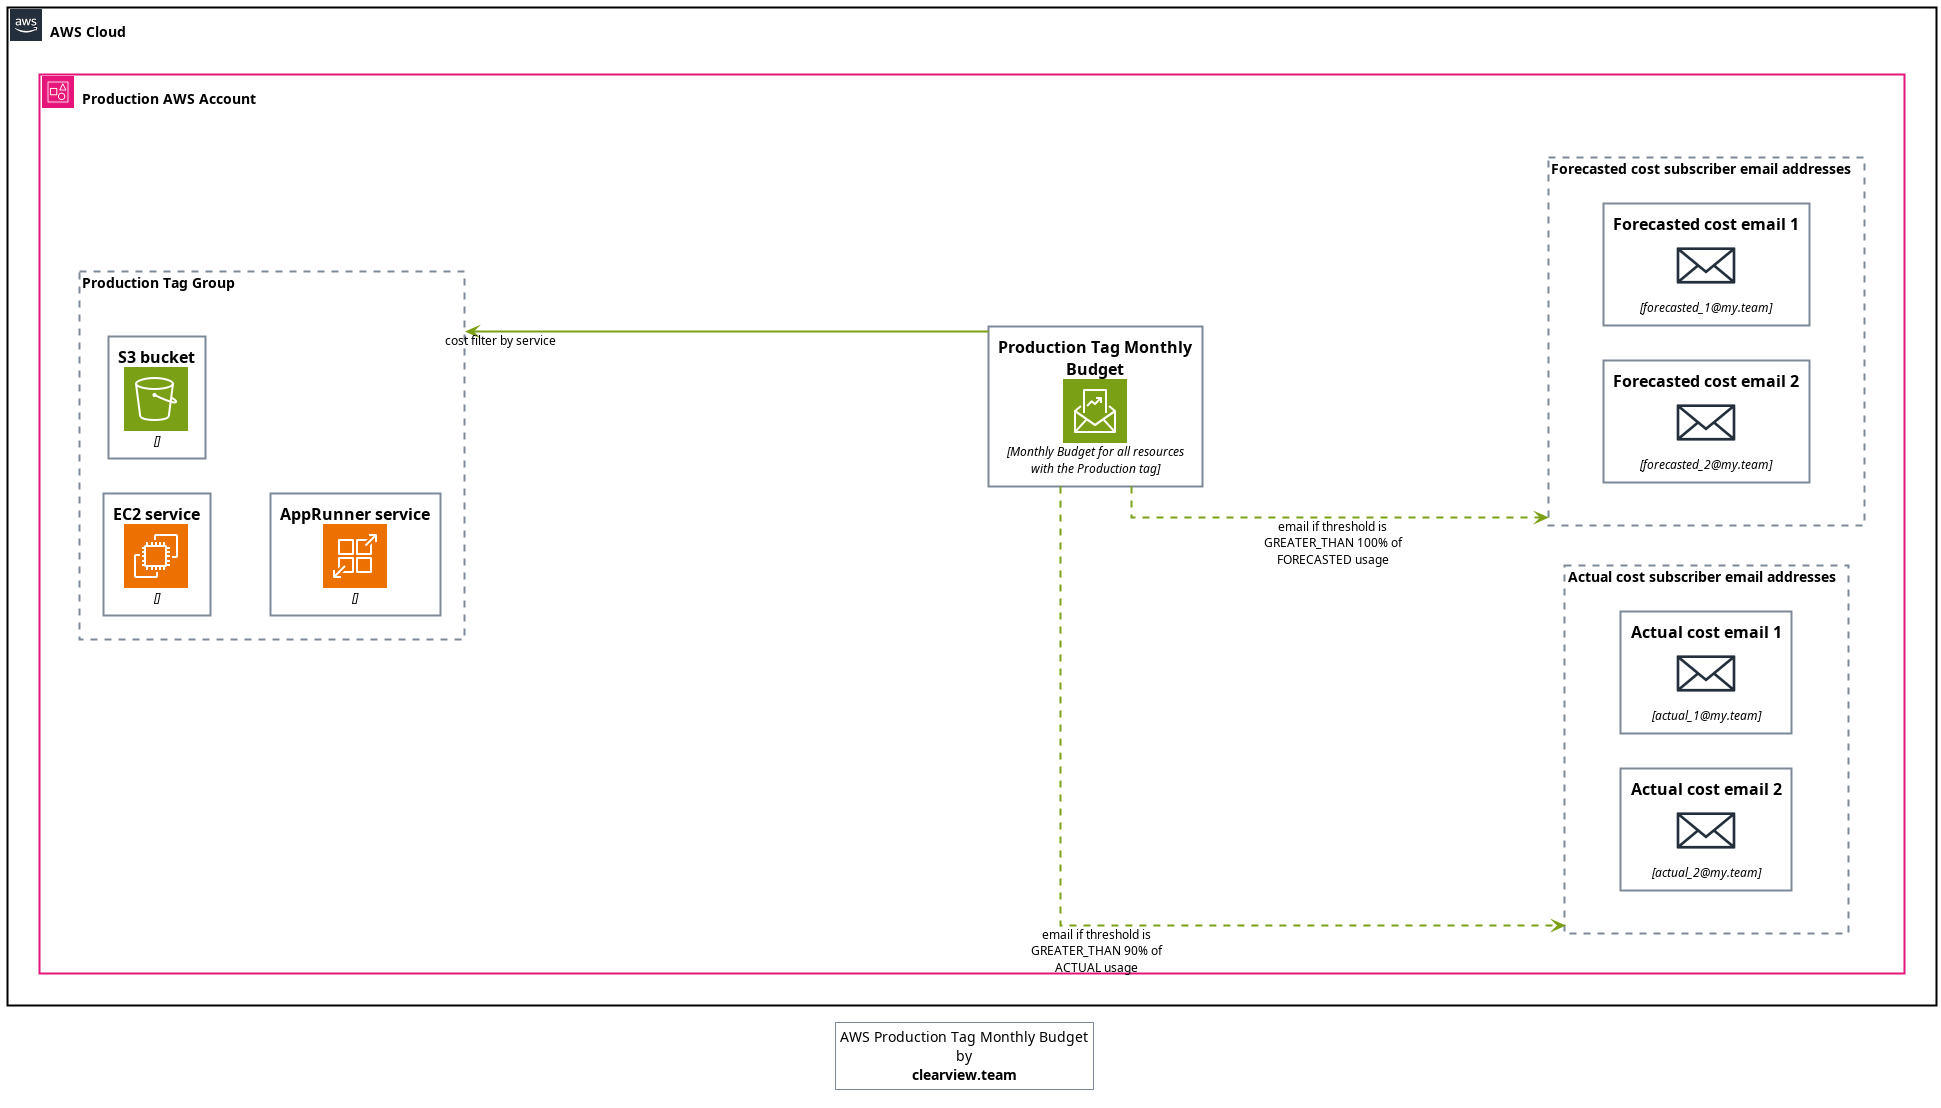 aws
AWS Cloud
Production AWS Account
Forecasted cost subscriber email addresses
Forecasted cost email 1
[forecasted_1@my.team]
Forecasted cost email 2
[forecasted_2@my.team]
Production Tag Group
S3 bucket
[]
EC2 service
[]
AppRunner service
[]
cost filter by service
Production Tag Monthly
Budget
[Monthly Budget for all resources
with the Production tag]
email if threshold is
GREATER_THAN 100% of
FORECASTED usage
Actual cost subscriber email addresses
Actual cost email 1
[actual_1@my.team]
Actual cost email 2
[actual_2@my.team]
email if threshold is
GREATER_THAN 90% of
ACTUAL usage
AWS Production Tag Monthly Budget
by
clearview.team